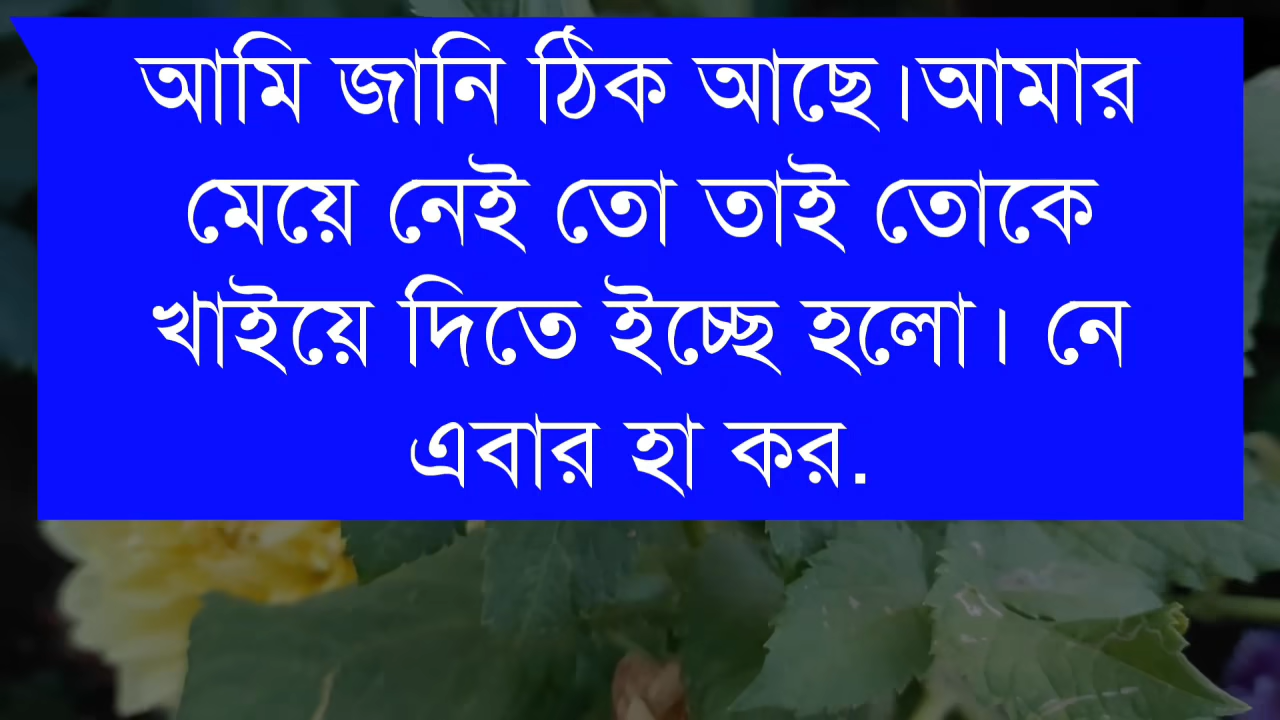 আমি জানি ঠিক আছে।আমার
মেয়ে নেই তো তাই তোকে
খাইয়ে দিতে ইচ্ছে হলো। নে
এবার হা কর.